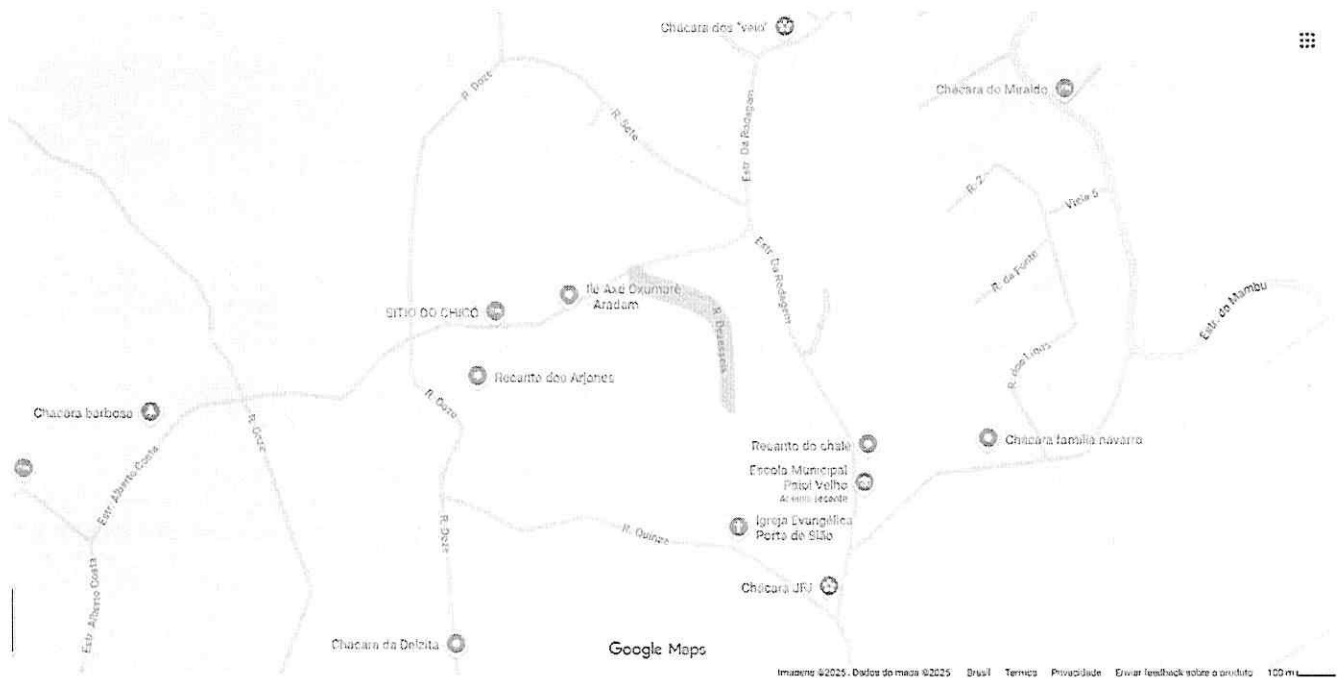 Chácara dos "veio"
Chácara do Miraldo
R. Doze
R. Sete
Estr. Da Rodagem
R. 2
Viela 5
Estr. Da Rodagem
R. da Fonte
Estr. do Mambu
Ilê Axé Oxumarê
Aradam
SITIO DO CHICO
R. Dezesseis
R. dos Linos
Recanto dos Arjones
R. Doze
Chacara barbosa
R. Doze
Recanto do chalé
Chácara família navarro
Escola Municipal
Paiol Velho
Estr. Alberto Costa
Igreja Evangélica
Porta de Sião
R. Quinze
R. Doze
Chácara JRJ
Estr. Alberto Costa
Chacara da Delzita
Google Maps
Imagens ©2025, Dados do mapa ©2025 Brasil Termos Privacidade Enviar feedback sobre o produto 100 m